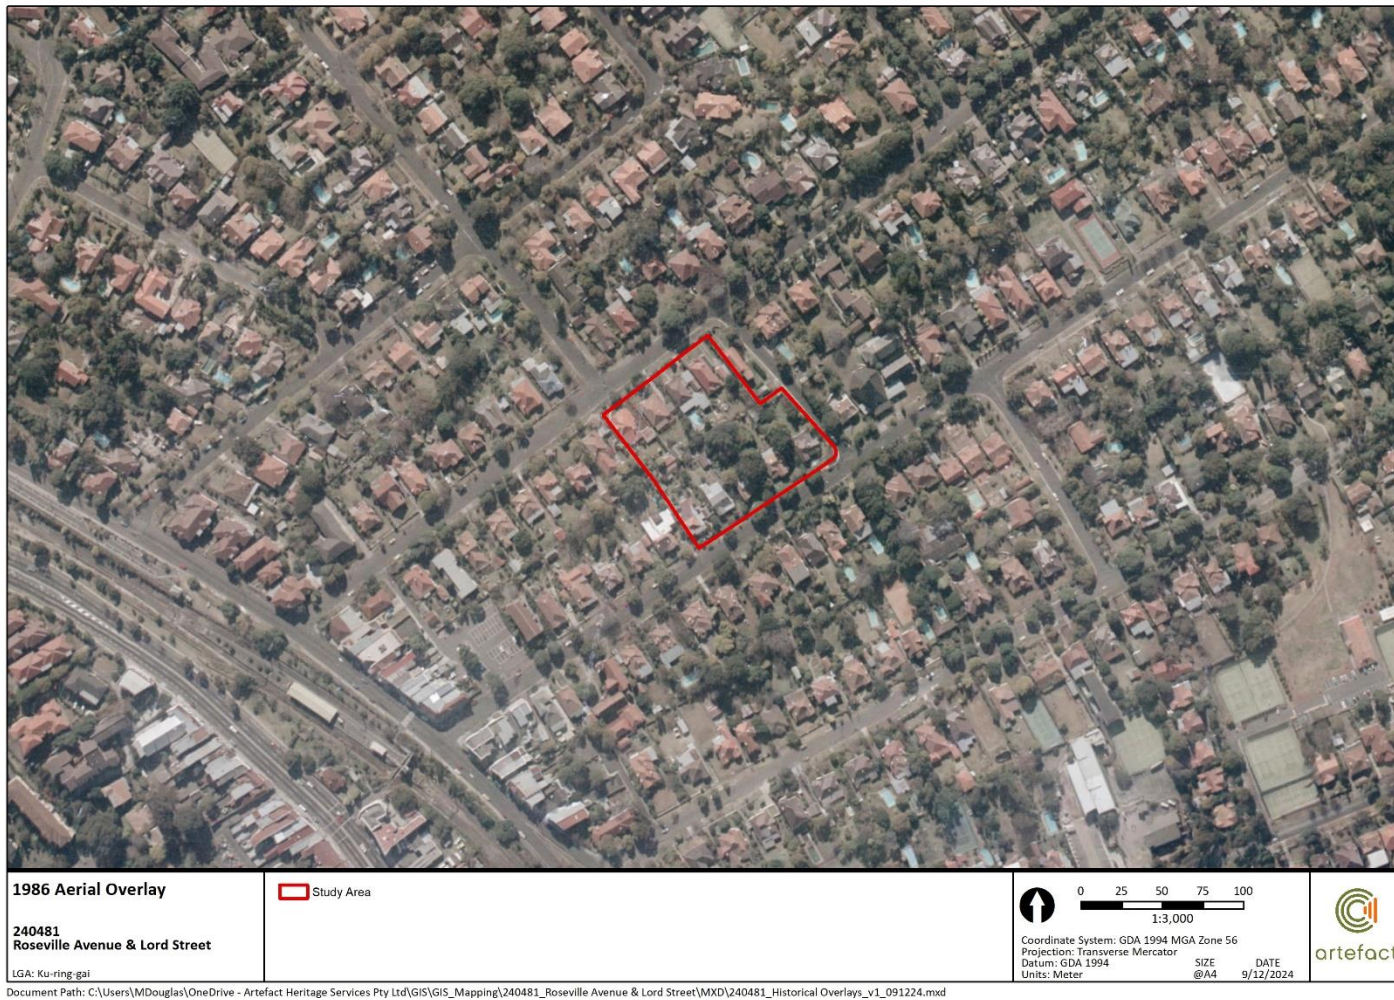 1986 Aerial Overlay
240481
Roseville Avenue & Lord Street
LGA: Ku-ring-gai
Study Area
0 25 50 75 100
1:3,000
Coordinate System: GDA 1994 MGA Zone 56
Projection: Transverse Mercator
Datum: GDA 1994
Units: Meter
SIZE
@A4
DATE
9/12/2024
artefact
Document Path: C:\Users\MDouglas\OneDrive - Artefact Heritage Services Pty Ltd\GIS\GIS_Mapping\240481_Roseville Avenue & Lord Street\MXD\240481_Historical Overlays_v1_091224.mxd